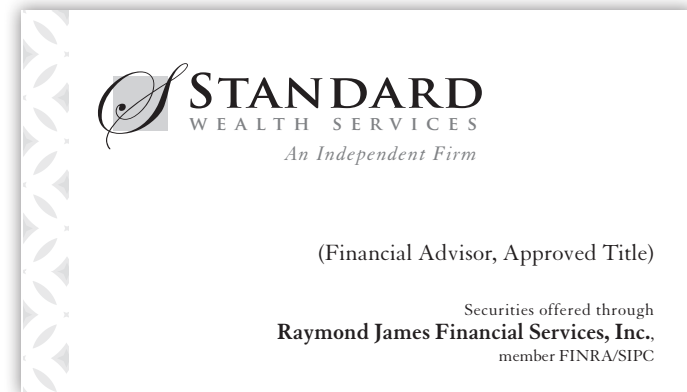 STANDARD
WEALTH SERVICES
An Independent Firm
(Financial Advisor, Approved Title)
Securities offered through
Raymond James Financial Services, Inc.,
member FINRA/SIPC